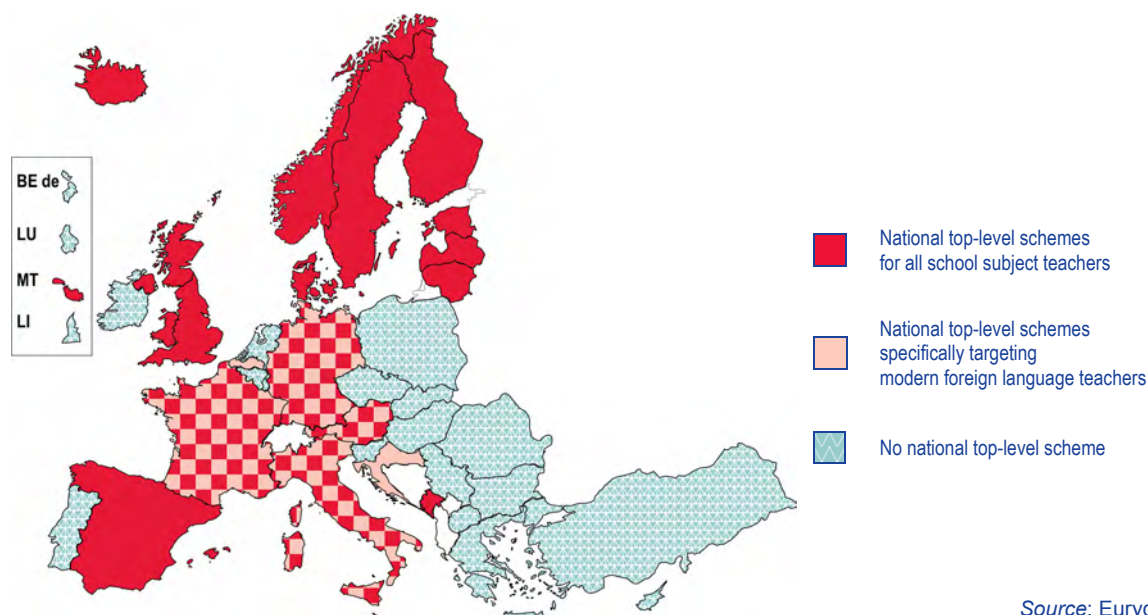 BE de
LU
MT
LI
National top-level schemes
for all school subject teachers
National top-level schemes
specifically targeting
modern foreign language teachers
No national top-level scheme
Source: